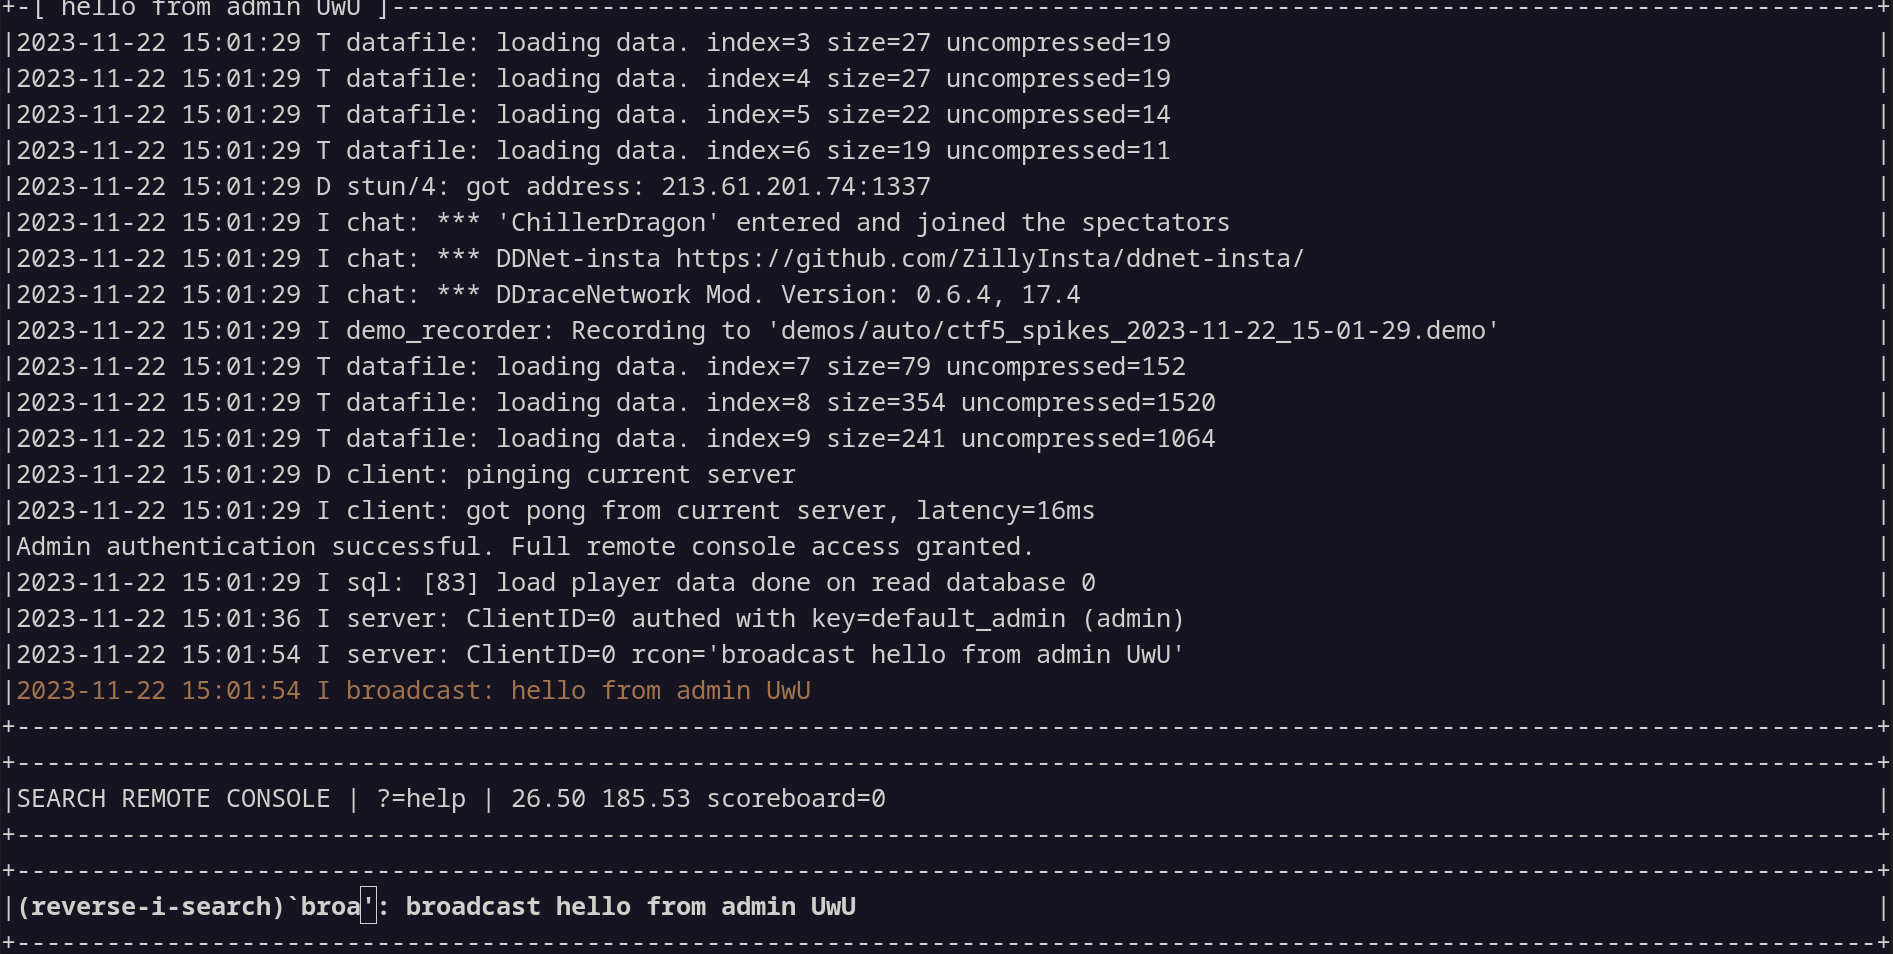 +-[ hello from admin UwU ]---------------------------------------------------------------------------------------------------+
|2023-11-22 15:01:29 T datafile: loading data. index=3 size=27 uncompressed=19 |
|2023-11-22 15:01:29 T datafile: loading data. index=4 size=27 uncompressed=19 |
|2023-11-22 15:01:29 T datafile: loading data. index=5 size=22 uncompressed=14 |
|2023-11-22 15:01:29 T datafile: loading data. index=6 size=19 uncompressed=11 |
|2023-11-22 15:01:29 D stun/4: got address: 213.61.201.74:1337 |
|2023-11-22 15:01:29 I chat: *** 'ChillerDragon' entered and joined the spectators |
|2023-11-22 15:01:29 I chat: *** DDNet-insta https://github.com/ZillyInsta/ddnet-insta/ |
|2023-11-22 15:01:29 I chat: *** DDraceNetwork Mod. Version: 0.6.4, 17.4 |
|2023-11-22 15:01:29 I demo_recorder: Recording to 'demos/auto/ctf5_spikes_2023-11-22_15-01-29.demo' |
|2023-11-22 15:01:29 T datafile: loading data. index=7 size=79 uncompressed=152 |
|2023-11-22 15:01:29 T datafile: loading data. index=8 size=354 uncompressed=1520 |
|2023-11-22 15:01:29 T datafile: loading data. index=9 size=241 uncompressed=1064 |
|2023-11-22 15:01:29 D client: pinging current server |
|2023-11-22 15:01:29 I client: got pong from current server, latency=16ms |
|Admin authentication successful. Full remote console access granted. |
|2023-11-22 15:01:29 I sql: [83] load player data done on read database 0 |
|2023-11-22 15:01:36 I server: ClientID=0 authed with key=default_admin (admin) |
|2023-11-22 15:01:54 I server: ClientID=0 rcon='broadcast hello from admin UwU' |
|2023-11-22 15:01:54 I broadcast: hello from admin UwU |
+----------------------------------------------------------------------------------------------------------------------------+
+----------------------------------------------------------------------------------------------------------------------------+
|SEARCH REMOTE CONSOLE | ?=help | 26.50 185.53 scoreboard=0 |
+----------------------------------------------------------------------------------------------------------------------------+
+----------------------------------------------------------------------------------------------------------------------------+
|(reverse-i-search)`broa': broadcast hello from admin UwU |
+----------------------------------------------------------------------------------------------------------------------------+